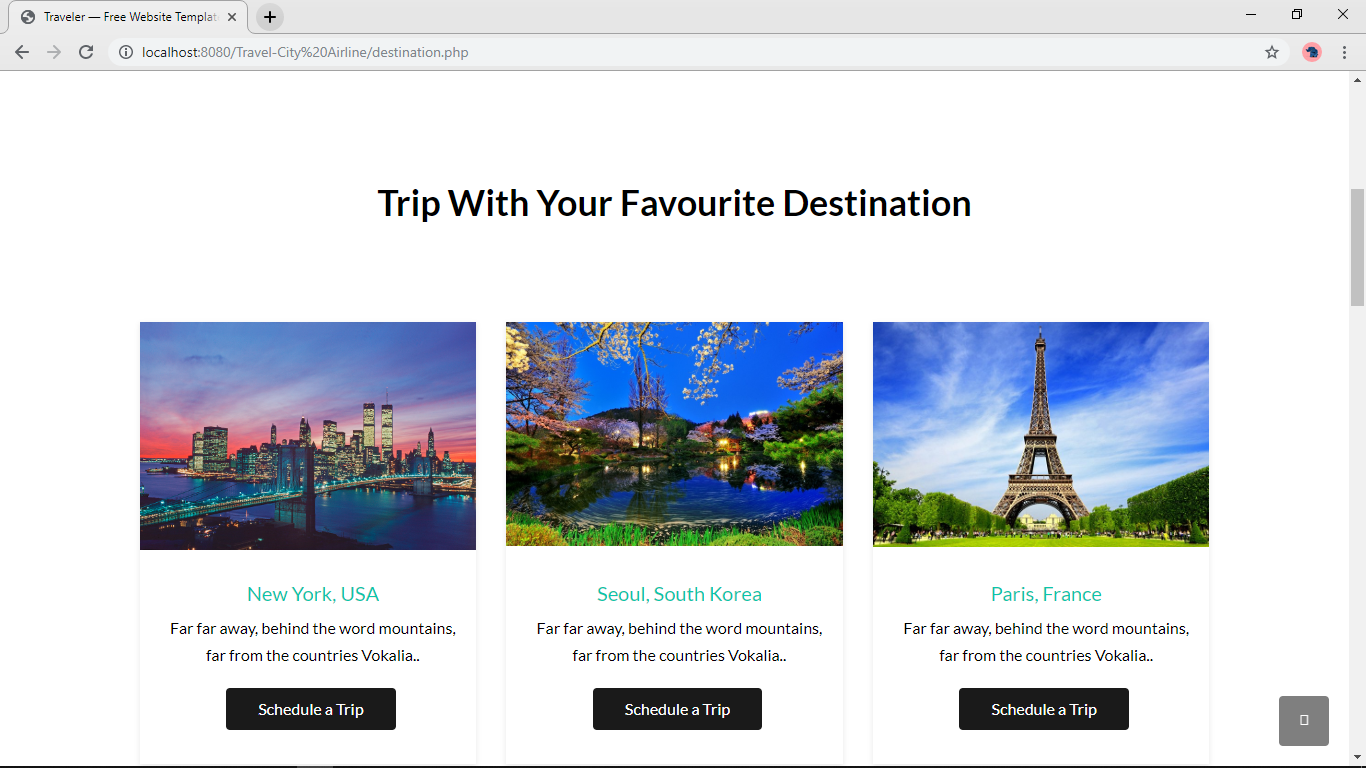 Traveler — Free Website Templat
localhost:8080/Travel-City%20Airline/destination.php
Trip With Your Favourite Destination
New York, USA
Far far away, behind the word mountains,
far from the countries Vokalia..
Schedule a Trip
Seoul, South Korea
Far far away, behind the word mountains,
far from the countries Vokalia..
Schedule a Trip
Paris, France
Far far away, behind the word mountains,
far from the countries Vokalia..
Schedule a Trip